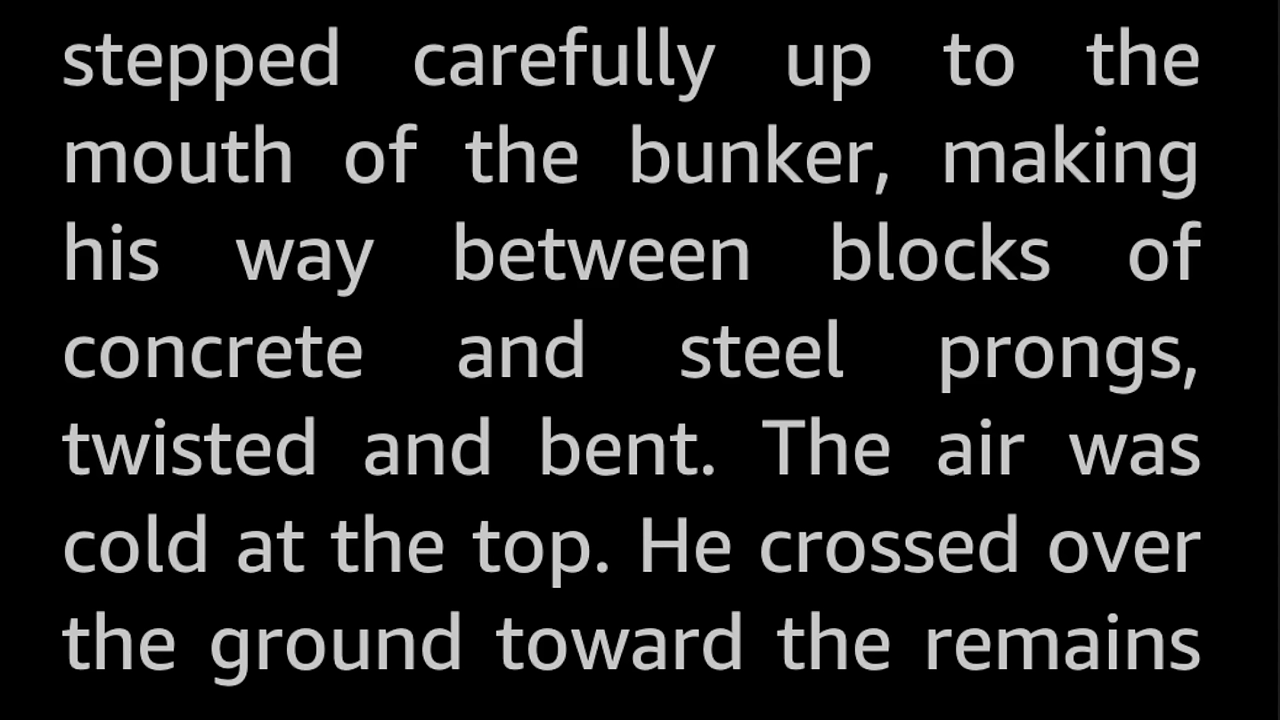 stepped carefully up to the
mouth of the bunker, making
his way between blocks of
concrete and steel prongs,
twisted and bent. The air was
cold at the top. He crossed over
the ground toward the remains